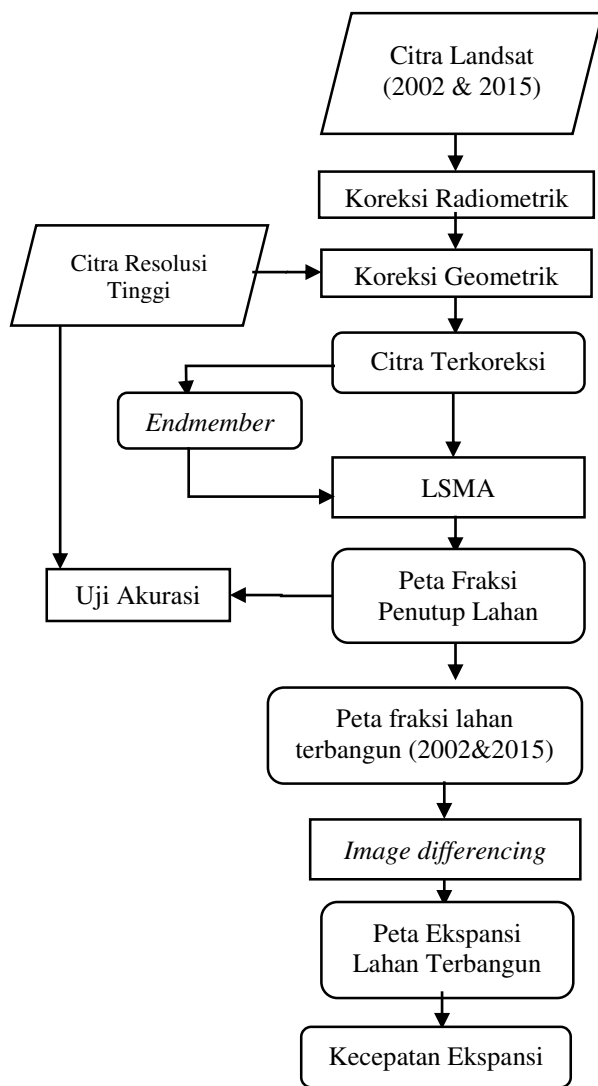 Citra Landsat
(2002 & 2015)
Koreksi Radiometrik
Citra Resolusi
Tinggi
Koreksi Geometrik
Citra Terkoreksi
Endmember
LSMA
Peta Fraksi
Penutup Lahan
Uji Akurasi
Peta fraksi lahan
terbangun (2002&2015)
Image differencing
Peta Ekspansi
Lahan Terbangun
Kecepatan Ekspansi